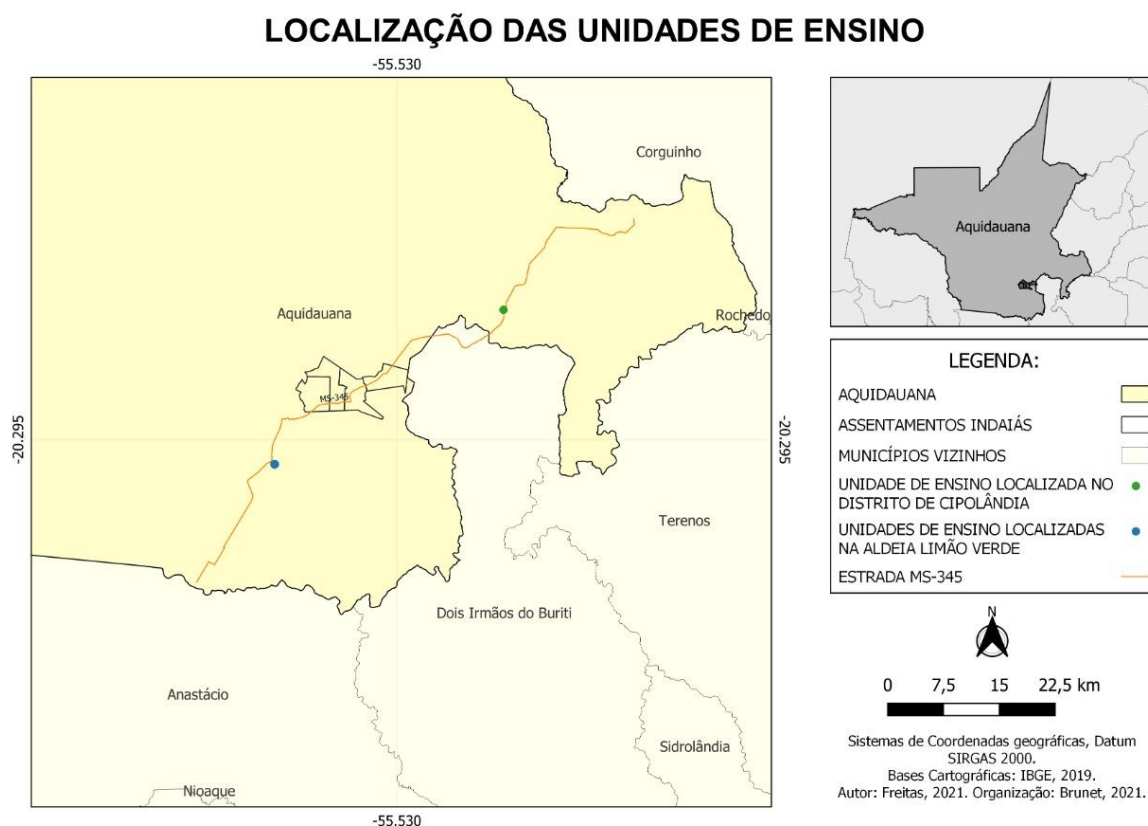 LOCALIZAÇÃO DAS UNIDADES DE ENSINO
-55.530
Corguinho
Aquidauana
Rochedo
MS-345
-20.295
-20.295
Terenos
Dois Irmãos do Buriti
Anastácio
Sidrolândia
Nioaque
-55.530
Aquidauana
LEGENDA:
AQUIDAUANA
ASSENTAMENTOS INDAIÁS
MUNICÍPIOS VIZINHOS
UNIDADE DE ENSINO LOCALIZADA NO
DISTRITO DE CIPOLÂNDIA
UNIDADES DE ENSINO LOCALIZADAS
NA ALDEIA LIMÃO VERDE
ESTRADA MS-345
N
0 7,5 15 22,5 km
Sistemas de Coordenadas geográficas, Datum
SIRGAS 2000.
Bases Cartográficas: IBGE, 2019.
Autor: Freitas, 2021. Organização: Brunet, 2021.